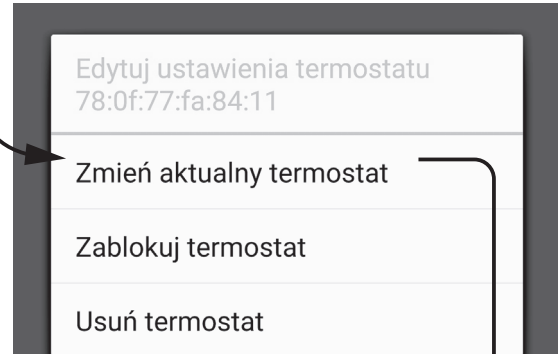 Edytuj ustawienia termostatu
78:0f:77:fa:84:11
Zmień aktualny termostat
Zablokuj termostat
Usuń termostat